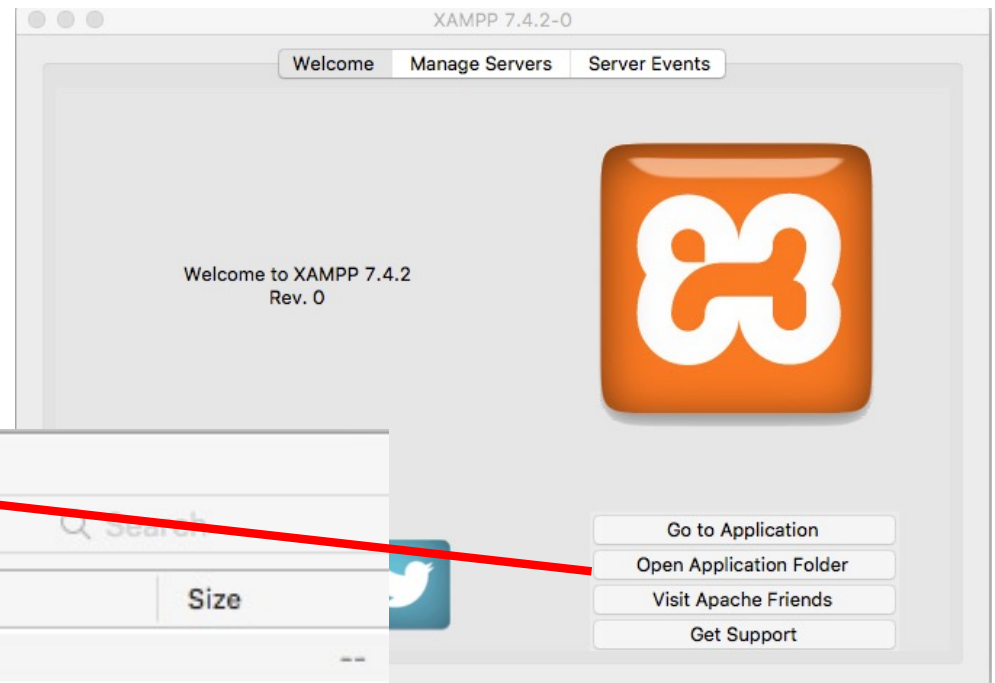 XAMPP 7.4.2-0
Welcome Manage Servers Server Events
Welcome to XAMPP 7.4.2
Rev. 0
Search
Size
--
Go to Application
Open Application Folder
Visit Apache Friends
Get Support